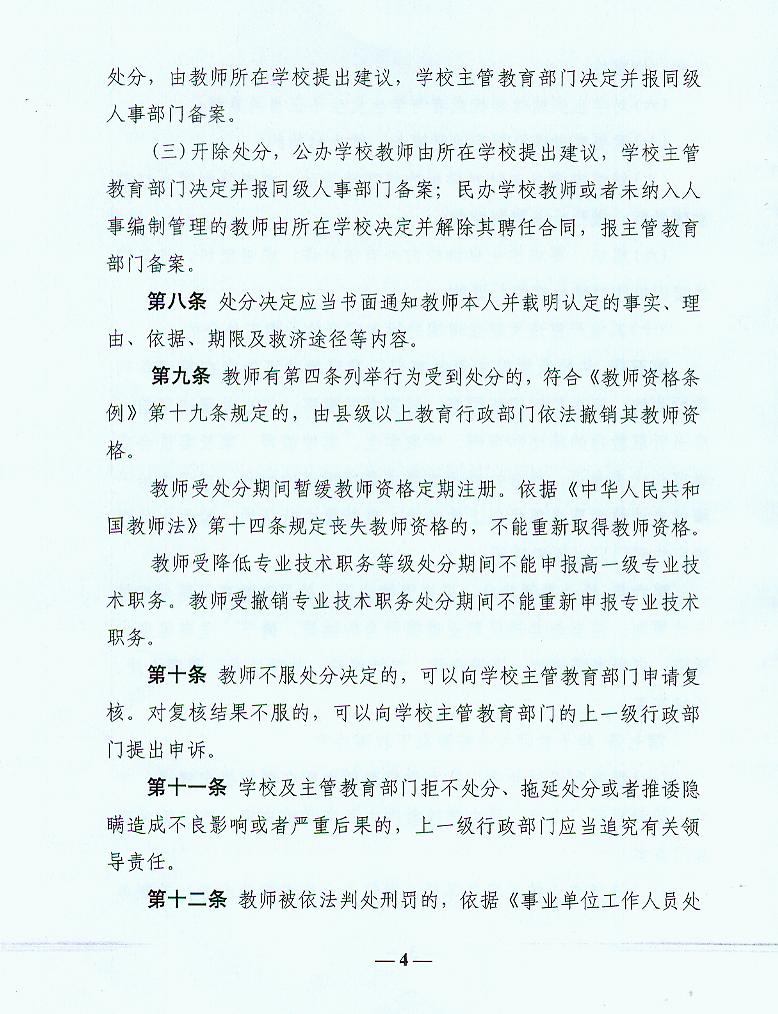 处分，由教师所在学校提出建议，学校主管教育部门决定并报同级
人事部门备案。
（三）开除处分，公办学校教师由所在学校提出建议，学校主管
教育部门决定并报同级人事部门备案；民办学校教师或者未纳入人
事编制管理的教师由所在学校决定并解除其聘任合同，报主管教育
部门备案。
第八条 处分决定应当书面通知教师本人并载明认定的事实、理
由、依据、期限及救济途径等内容。
第九条 教师有第四条列举行为受到处分的，符合《教师资格条
例》第十九条规定的，由县级以上教育行政部门依法撤销其教师资
格。
教师受处分期间暂缓教师资格定期注册。依据《中华人民共和
国教师法》第十四条规定丧失教师资格的，不能重新取得教师资格。
教师受降低专业技术职务等级处分期间不能申报高一级专业技
术职务。教师受撤销专业技术职务处分期间不能重新申报专业技术
职务。
第十条 教师不服处分决定的，可以向学校主管教育部门申请复
核。对复核结果不服的，可以向学校主管教育部门的上一级行政部
门提出申诉。
第十一条 学校及主管教育部门拒不处分、拖延处分或者推诿隐
瞒造成不良影响或者严重后果的，上一级行政部门应当追究有关领
导责任。
第十二条 教师被依法判处刑罚的，依据《事业单位工作人员处
— 4 —